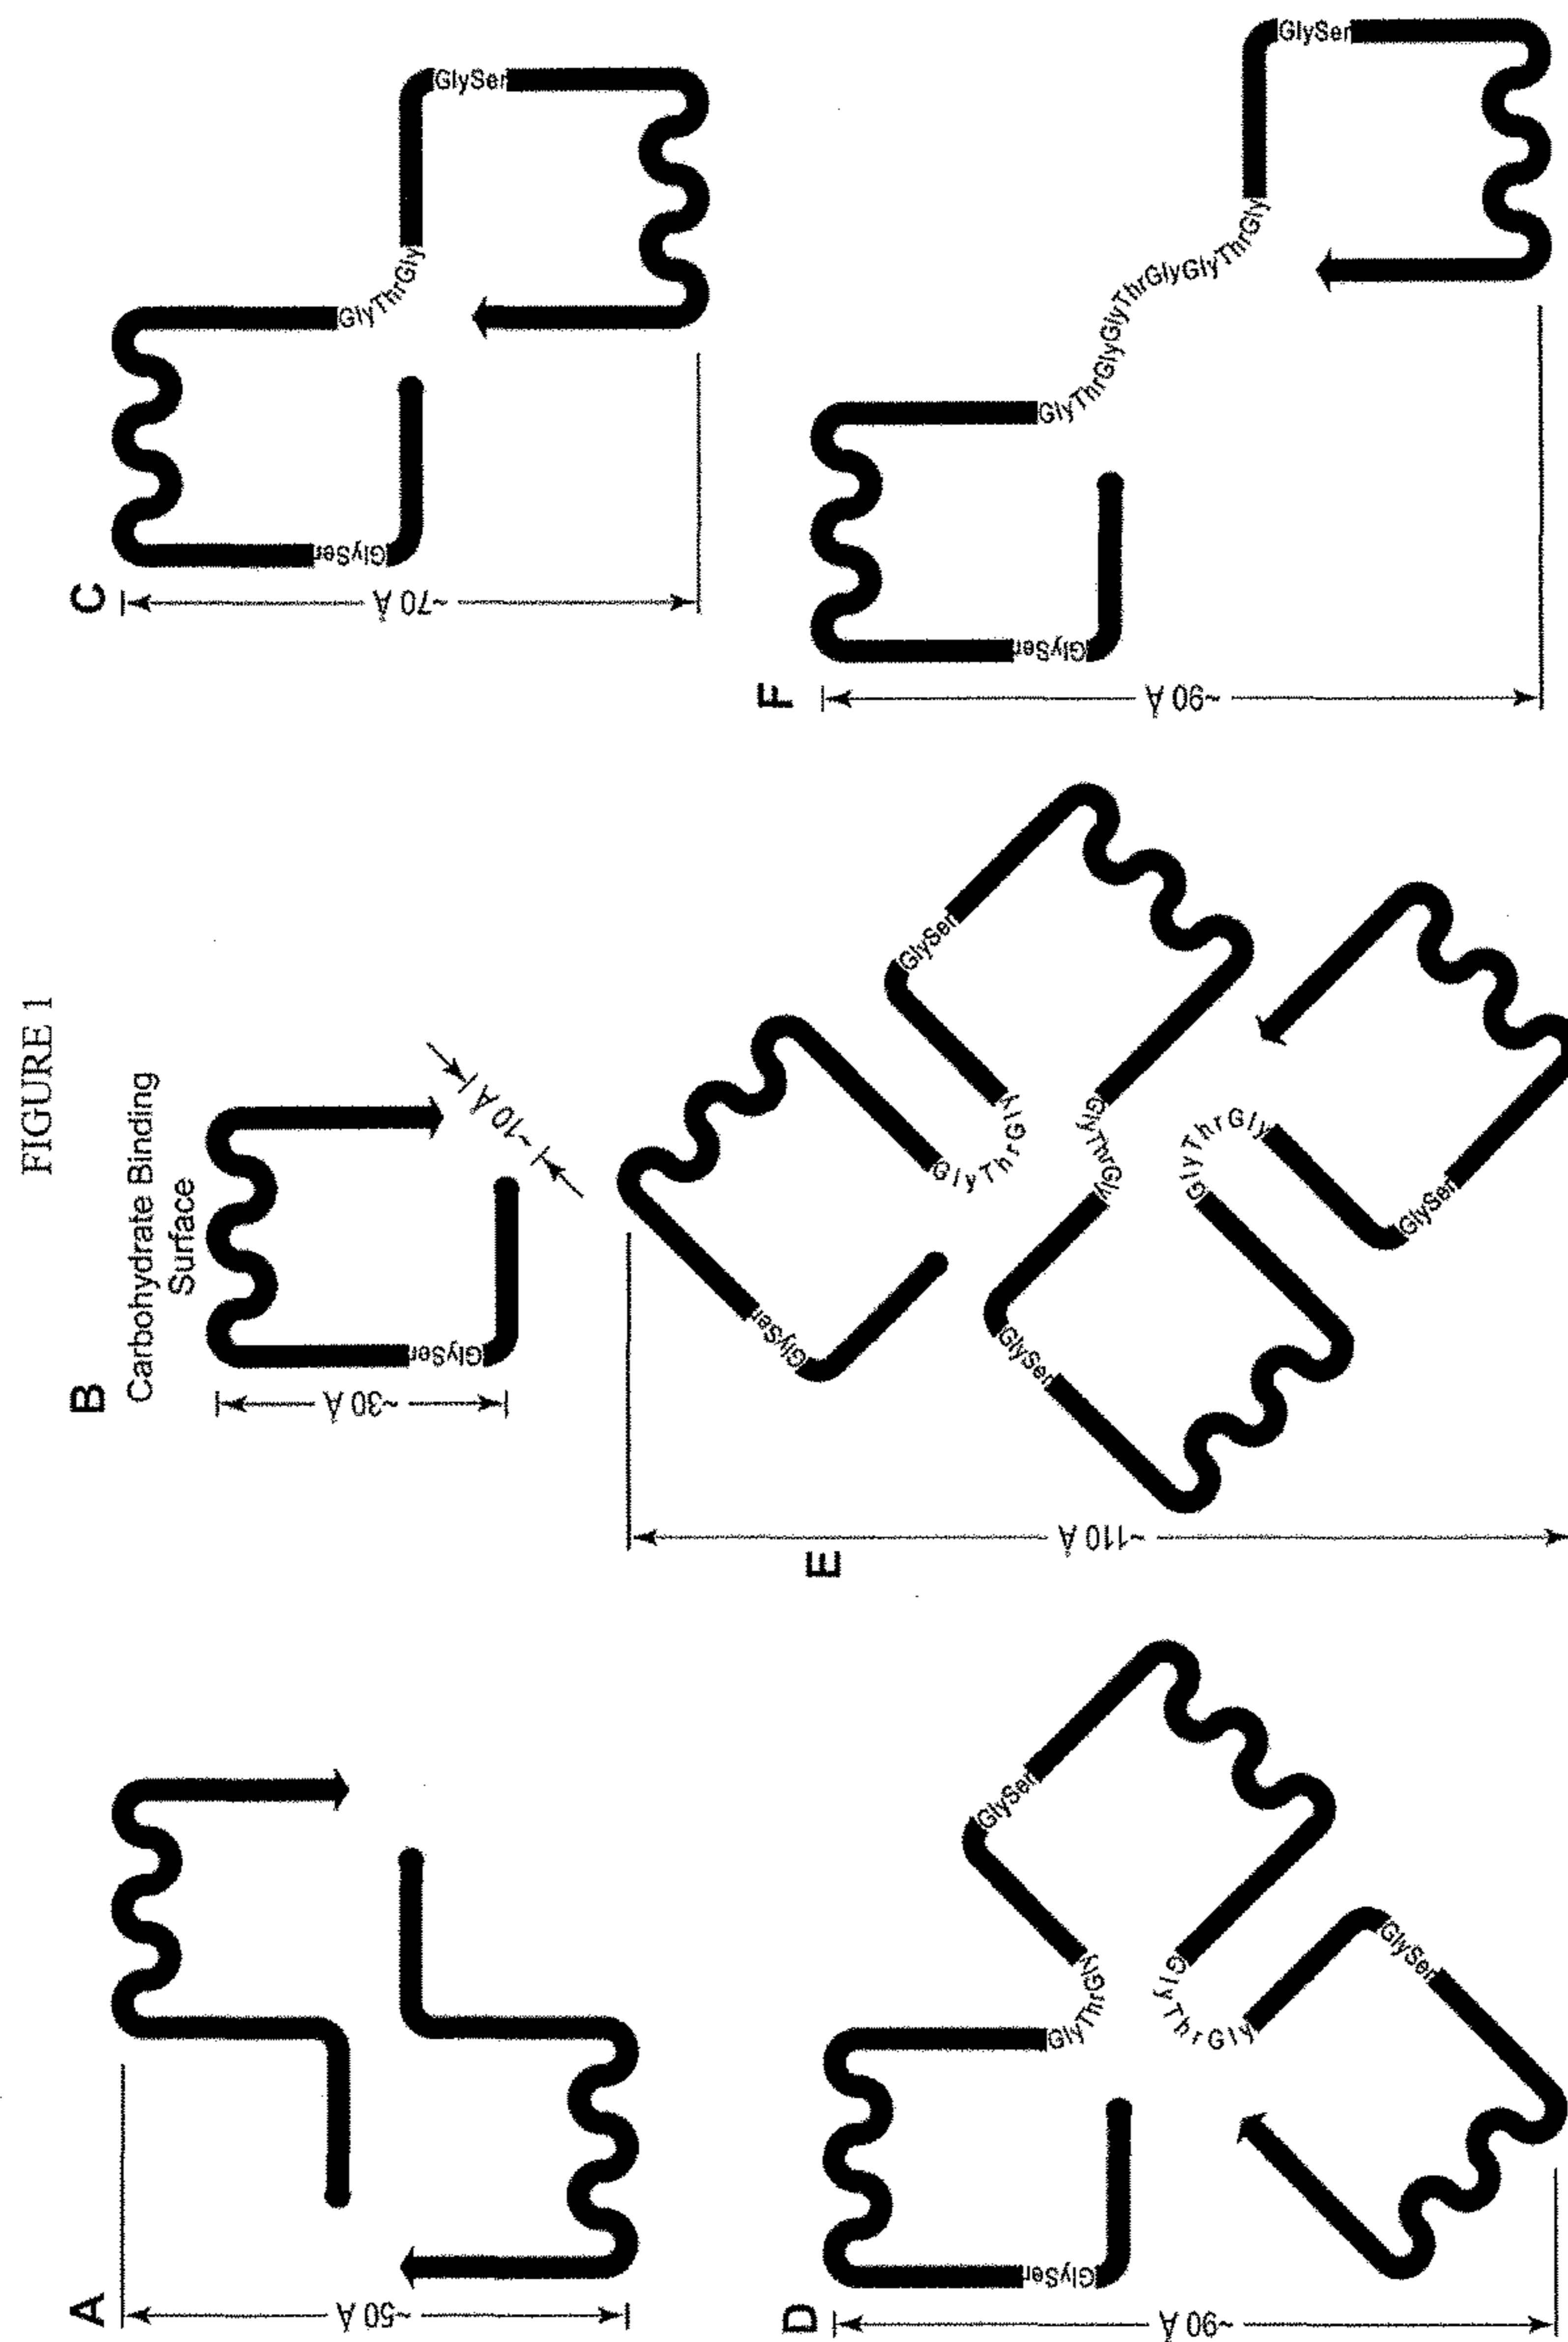 FIGURE 1
A
~50 Å
B
Carbohydrate Binding
Surface
~30 Å
GlySer
~10 Å
C
~70 Å
GlySer
GlyThrGly
GlySer
D
~90 Å
GlySer
GlyThrGly
GlySer
GlyThrGly
GlySer
E
~110 Å
GlySer
GlyThrGly
GlySer
GlyThrGly
GlySer
GlyThrGly
GlySer
F
~90 Å
GlySer
GlyThrGlyGlyThrGlyGlyThrGly
GlySer